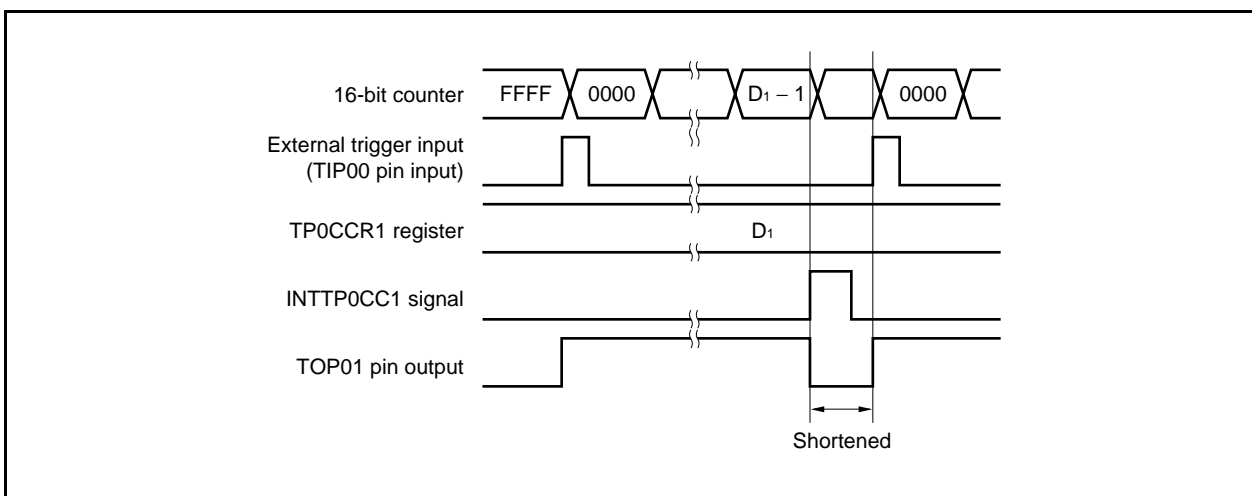 16-bit counter FFFF 0000 D₁ − 1 0000
External trigger input
(TIP00 pin input)
TP0CCR1 register D₁
INTTP0CC1 signal
TOP01 pin output
Shortened